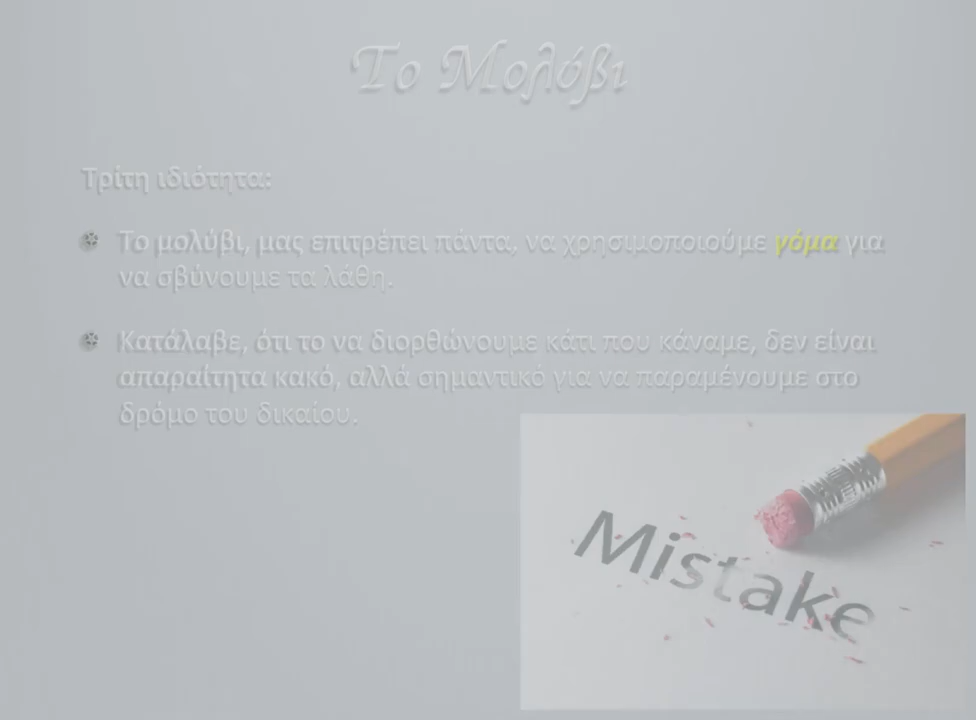 Το Μολύβι
Τρίτη ιδιότητα:
Το μολύβι, μας επιτρέπει πάντα, να χρησιμοποιούμε γόμα για
να σβύνουμε τα λάθη.
Κατάλαβε, ότι το να διορθώνουμε κάτι που κάναμε, δεν είναι
απαραίτητα κακό, αλλά σημαντικό για να παραμένουμε στο
δρόμο του δικαίου.
Mistake